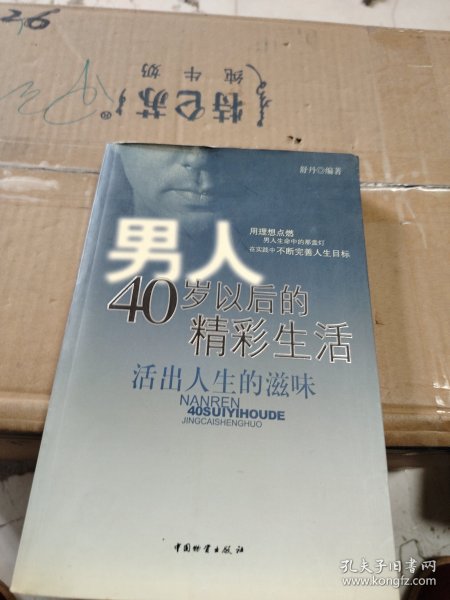 26
特仑苏®
纯牛奶
舒丹◎编著
用理想点燃
男人生命中的那盏灯
在实践中不断完善人生目标
男人
40岁以后的
精彩生活
活出人生的滋味
NANREN
40SUIYIHOUDE
JINGCAISHENGHUO
中国物资出版社
孔夫子旧书网
www.kongfz.com